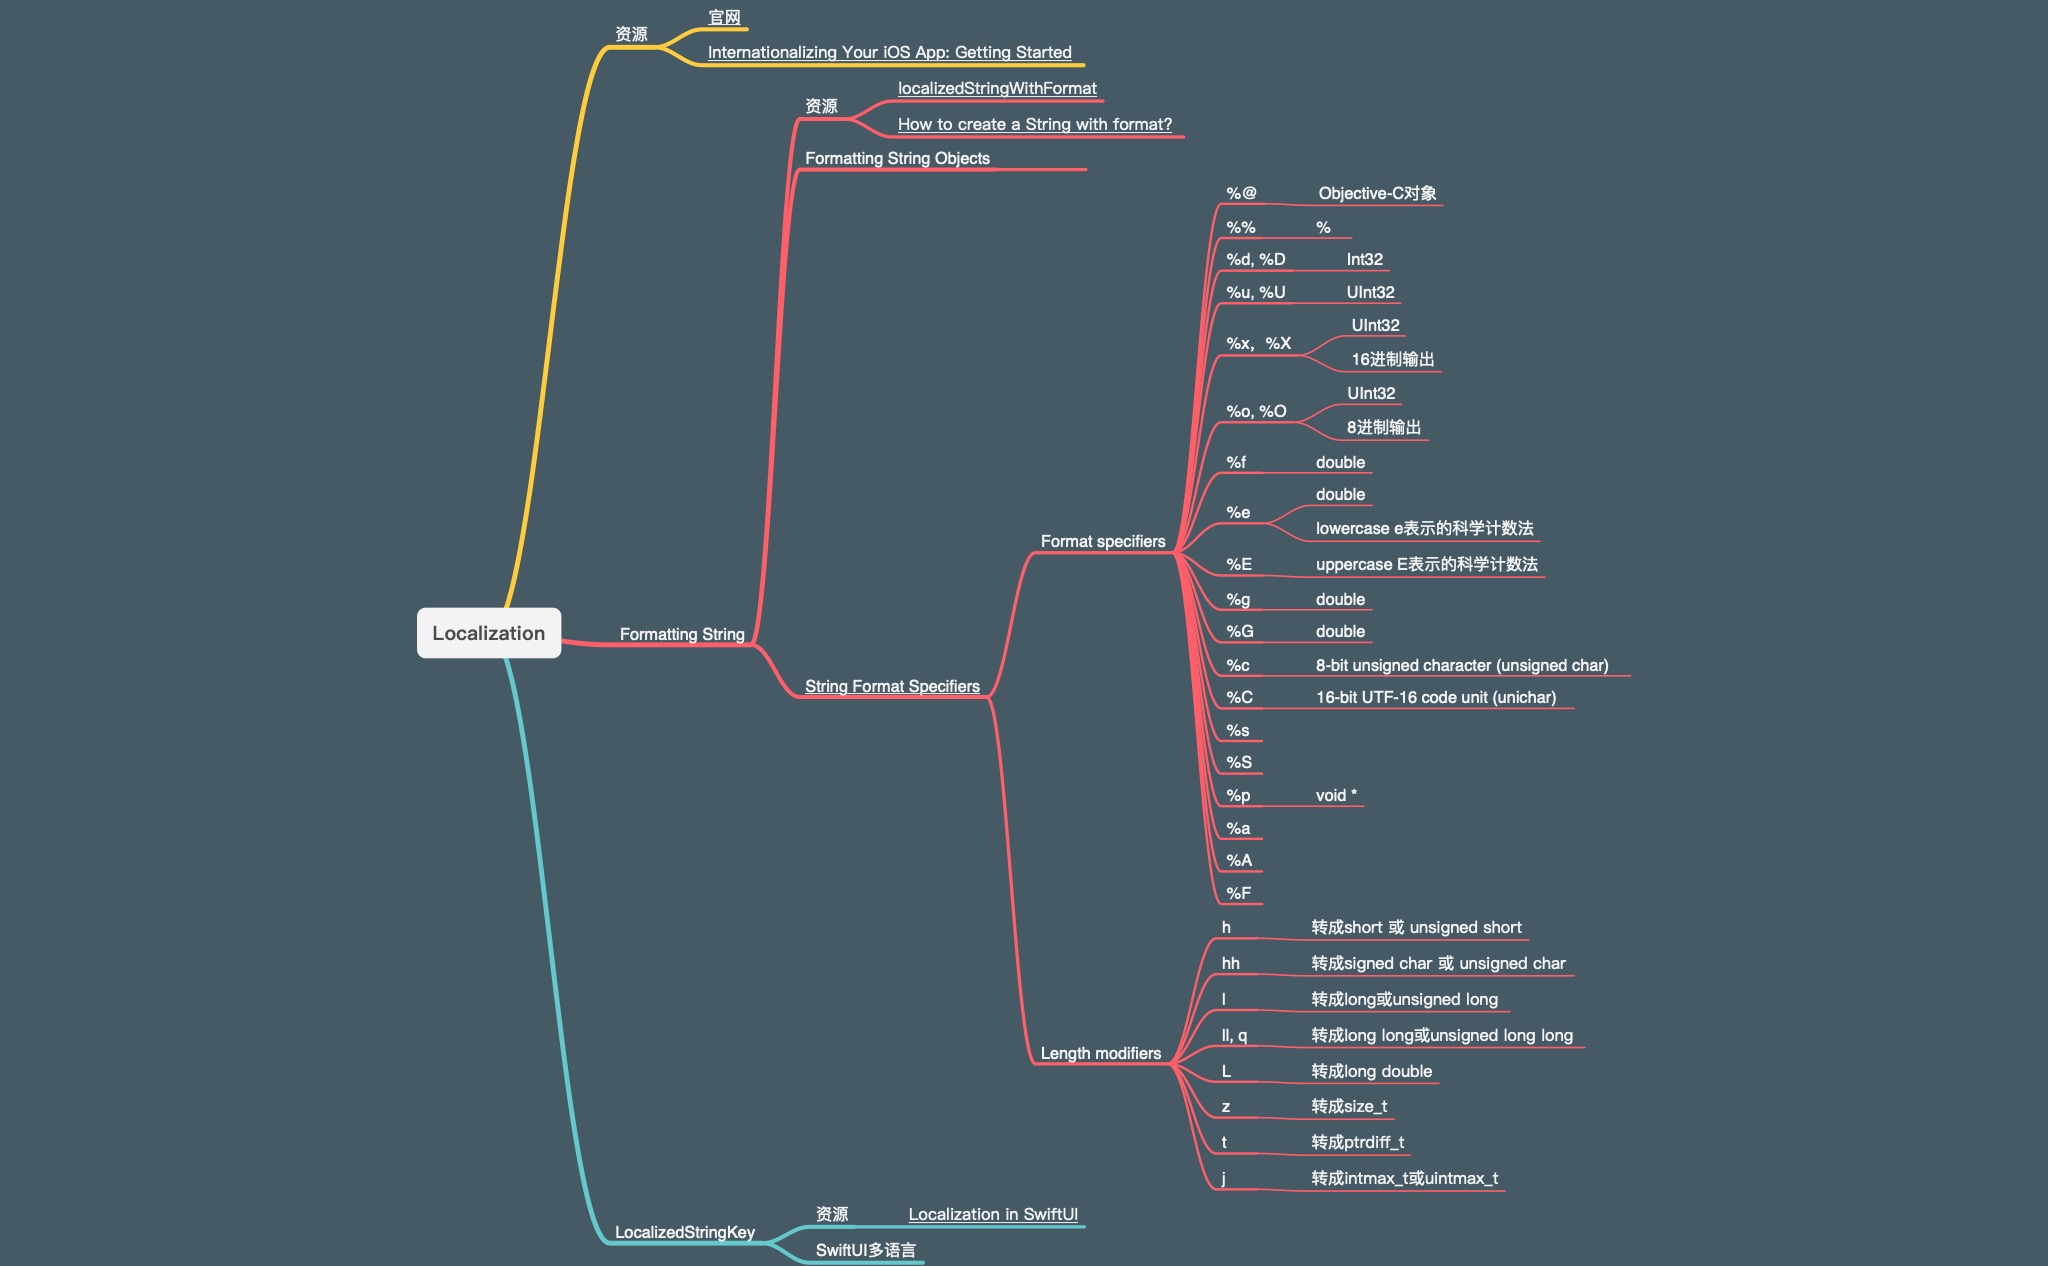 Localization
资源
官网
Internationalizing Your iOS App: Getting Started
Formatting String
资源
localizedStringWithFormat
How to create a String with format?
Formatting String Objects
String Format Specifiers
Format specifiers
%@ Objective-C对象
%% %
%d, %D Int32
%u, %U UInt32
%x， %X
UInt32
16进制输出
%o, %O
UInt32
8进制输出
%f double
%e
double
lowercase e表示的科学计数法
%E uppercase E表示的科学计数法
%g double
%G double
%c 8-bit unsigned character (unsigned char)
%C 16-bit UTF-16 code unit (unichar)
%s
%S
%p void *
%a
%A
%F
Length modifiers
h 转成short 或 unsigned short
hh 转成signed char 或 unsigned char
l 转成long或unsigned long
ll, q 转成long long或unsigned long long
L 转成long double
z 转成size_t
t 转成ptrdiff_t
j 转成intmax_t或uintmax_t
LocalizedStringKey
资源 Localization in SwiftUI
SwiftUI多语言